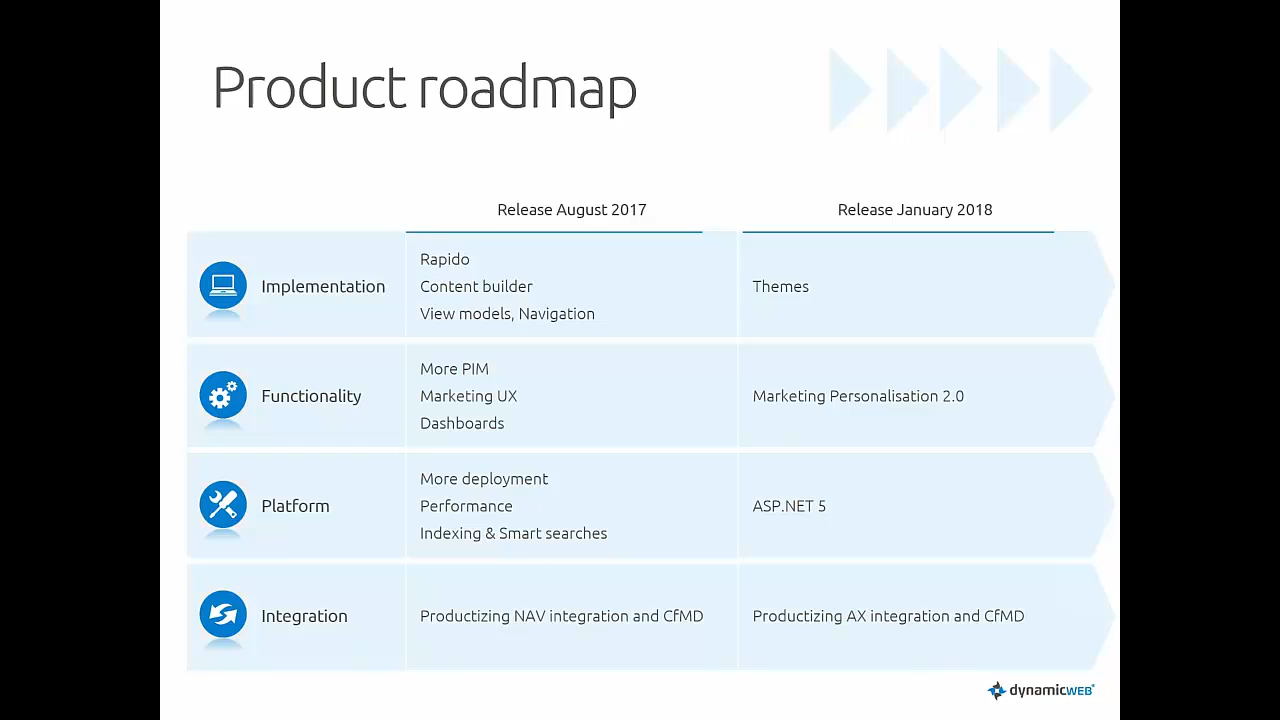 Product roadmap
Release August 2017
Release January 2018
Implementation
Rapido
Content builder
View models, Navigation
Themes
Functionality
More PIM
Marketing UX
Dashboards
Marketing Personalisation 2.0
Platform
More deployment
Performance
Indexing & Smart searches
ASP.NET 5
Integration
Productizing NAV integration and CfMD
Productizing AX integration and CfMD
dynamicWEB